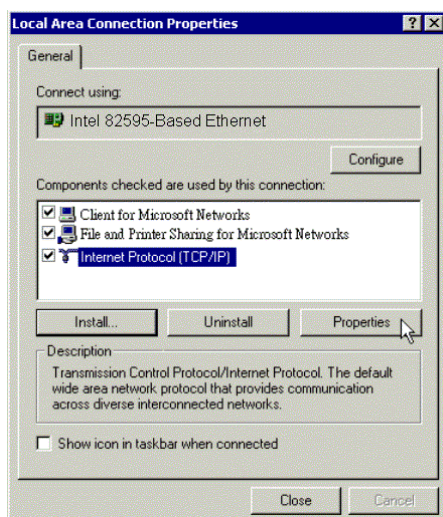 Local Area Connection Properties
General
Connect using:
Intel 82595-Based Ethernet
Configure
Components checked are used by this connection:
Client for Microsoft Networks
File and Printer Sharing for Microsoft Networks
Internet Protocol (TCP/IP)
Install... Uninstall Properties
Description
Transmission Control Protocol/Internet Protocol. The default
wide area network protocol that provides communication
across diverse interconnected networks.
Show icon in taskbar when connected
Close Cancel